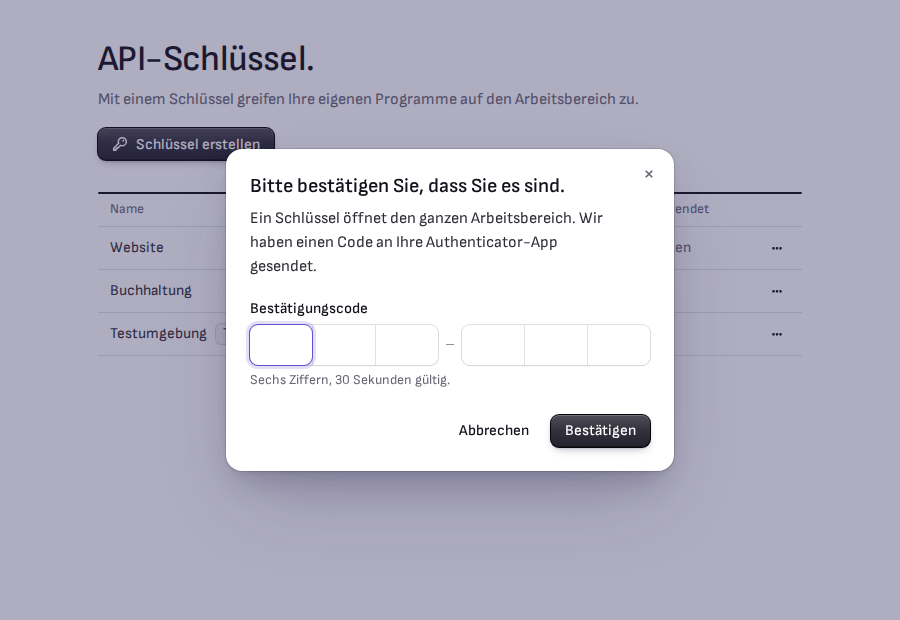 API-Schlüssel.
Mit einem Schlüssel greifen Ihre eigenen Programme auf den Arbeitsbereich zu.
Schlüssel erstellen
Name
Website
Buchhaltung
Testumgebung
Bitte bestätigen Sie, dass Sie es sind.
Ein Schlüssel öffnet den ganzen Arbeitsbereich. Wir
haben einen Code an Ihre Authenticator-App
gesendet.
Bestätigungscode
–
Sechs Ziffern, 30 Sekunden gültig.
Abbrechen
Bestätigen